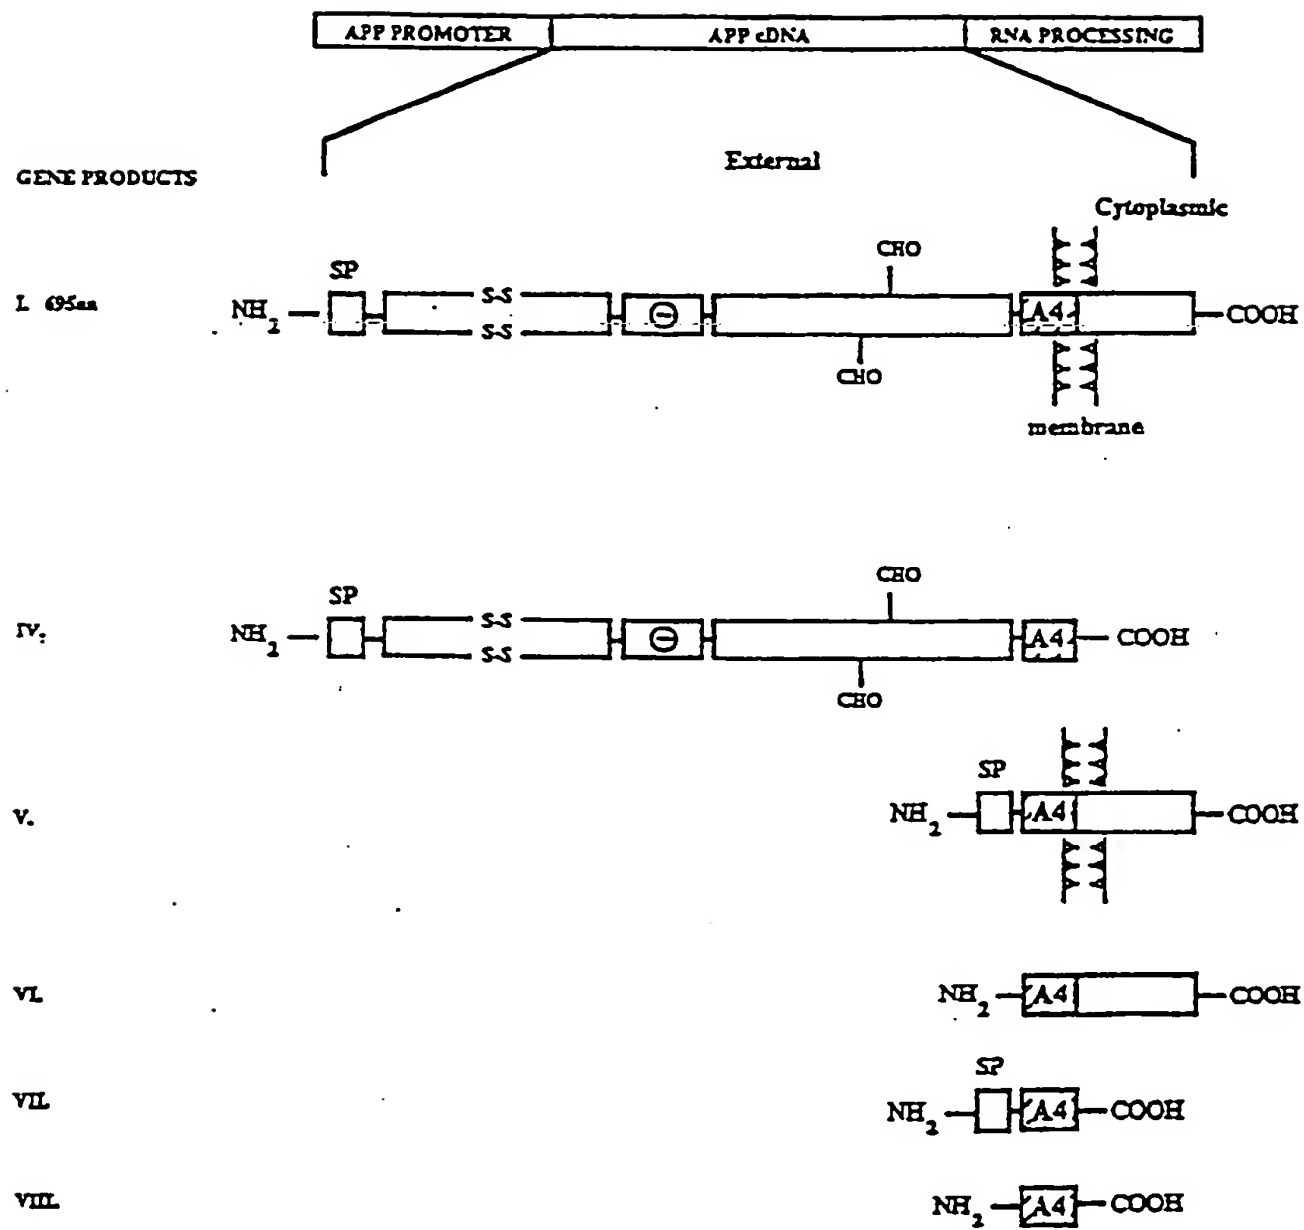 APP PROMOTER APP cDNA RNA PROCESSING
GENE PRODUCTS
External
Cytoplasmic
CHO
SP
I. 695aa
NH2 S-S S-S ⊖ A4 COOH
CHO
membrane
CHO
SP
IV.
NH2 S-S S-S ⊖ A4 COOH
CHO
SP
V.
NH2 A4 COOH
VI.
NH2 A4 COOH
SP
VII.
NH2 A4 COOH
VIII.
NH2 A4 COOH